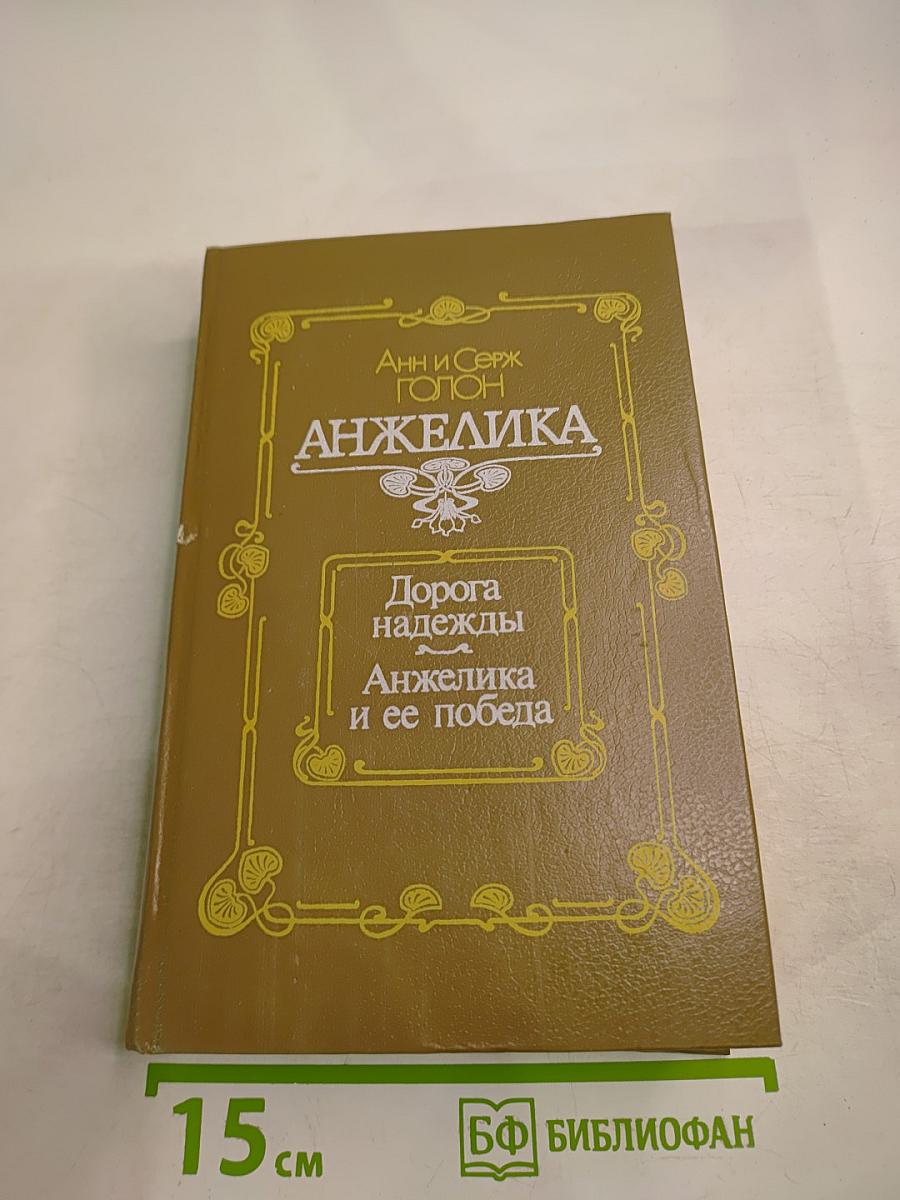 Анн и Серж
ГОЛОН
АНЖЕЛИКА
Дорога
надежды
Анжелика
и ее победа
15 см
БФ БИБЛИОФАН